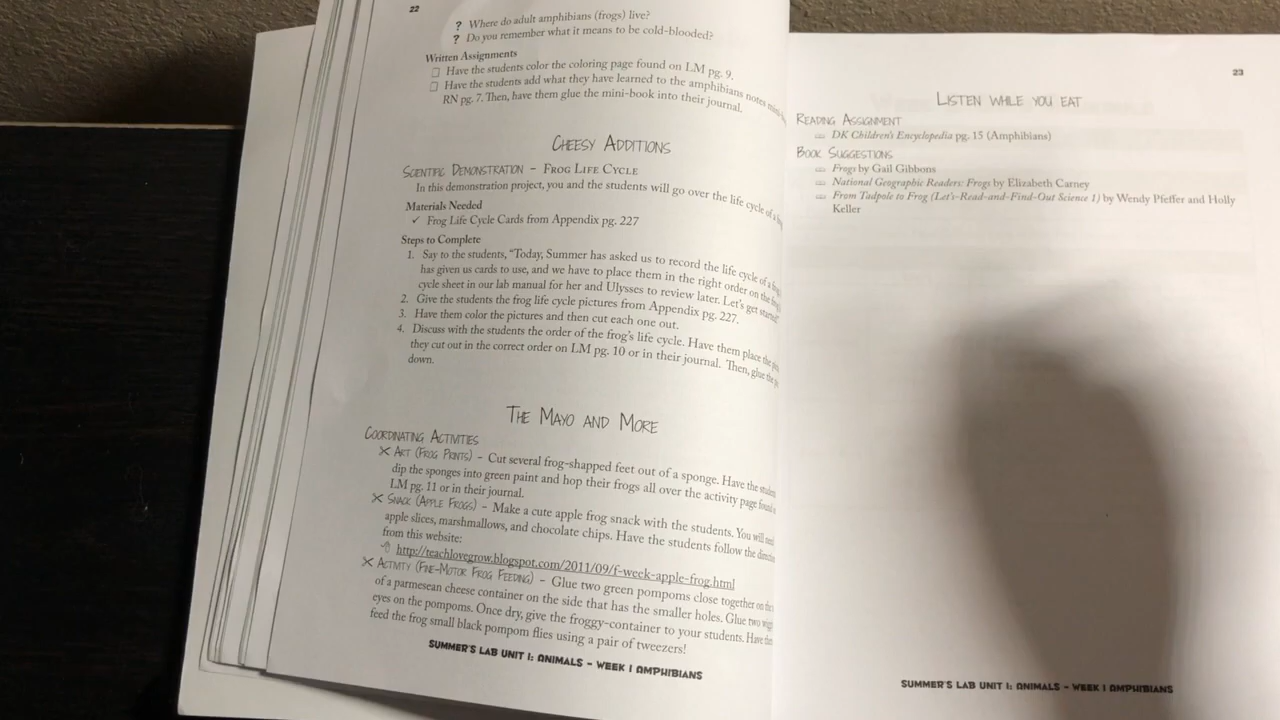 22
? Where do adult amphibians (frogs) live?
? Do you remember what it means to be cold-blooded?
Written Assignments
Have the students color the coloring page found on LM pg. 9.
Have the students add what they have learned to the amphibians notes
RN pg. 7. Then, have them glue the mini-book into their journal.
Cheesy Additions
Scientific Demonstration – Frog Life Cycle
In this demonstration project, you and the students will go over the life cycle of a
Materials Needed
✓ Frog Life Cycle Cards from Appendix pg. 227
Steps to Complete
1. Say to the students, “Today, Summer has asked us to record the life cycle of a
has given us cards to use, and we have to place them in the right order on the
cycle sheet in our lab manual for her and Ulysses to review later. Let’s get
2. Give the students the frog life cycle pictures from Appendix pg. 227.
3. Have them color the pictures and then cut each one out.
4. Discuss with the students the order of the frog’s life cycle. Have them place the
they cut out in the correct order on LM pg. 10 or in their journal. Then, glue the
down.
The Mayo and More
Coordinating Activities
Art (Frog Prints) – Cut several frog-shaped feet out of a sponge. Have the
dip the sponges into green paint and hop their frogs all over the activity page
LM pg. 11 or in their journal.
Snack (Apple Frogs) – Make a cute apple frog snack with the students. You will
apple slices, marshmallows, and chocolate chips. Have the students follow the
from this website:
http://teachlovegrow.blogspot.com/2011/09/f-week-apple-frog.html
Activity (Fine-Motor Frog Feeding) – Glue two green pompoms close together on
of a parmesean cheese container on the side that has the smaller holes. Glue two
eyes on the pompoms. Once dry, give the froggy-container to your students. Have
feed the frog small black pompom flies using a pair of tweezers!
Summer's Lab Unit 1: Animals – Week 1 Amphibians
23
Listen while you eat
Reading Assignment
DK Children's Encyclopedia pg. 15 (Amphibians)
Book Suggestions
Frogs by Gail Gibbons
National Geographic Readers: Frogs by Elizabeth Carney
From Tadpole to Frog (Let's-Read-and-Find-Out Science 1) by Wendy Pfeffer and Holly
Keller
Summer's Lab Unit 1: Animals – Week 1 Amphibians